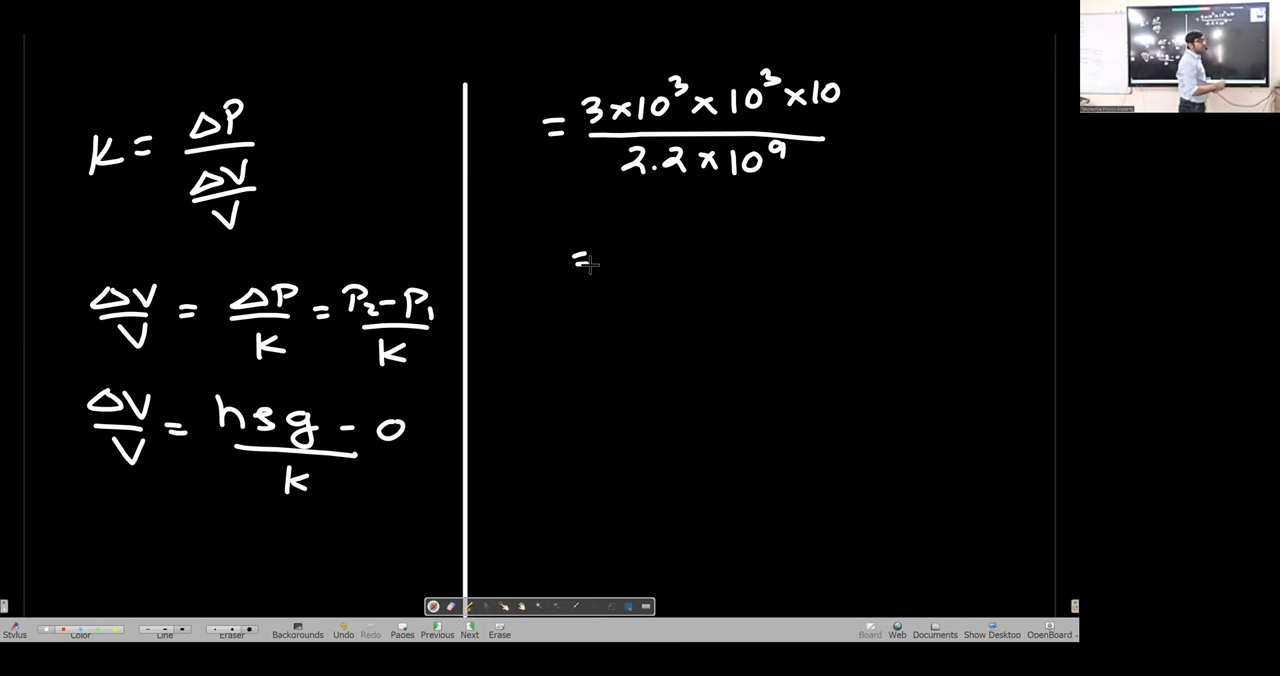 K = ΔP / (ΔV / V)
ΔV / V = ΔP / K = P₂ - P₁ / K
ΔV / V = hρg - 0 / K
= 3 × 10³ × 10³ × 10 / 2.2 × 10⁹
=
Stylus Color Line Eraser Backgrounds Undo Redo Pages Previous Next Erase Board Web Documents Show Desktop OpenBoard